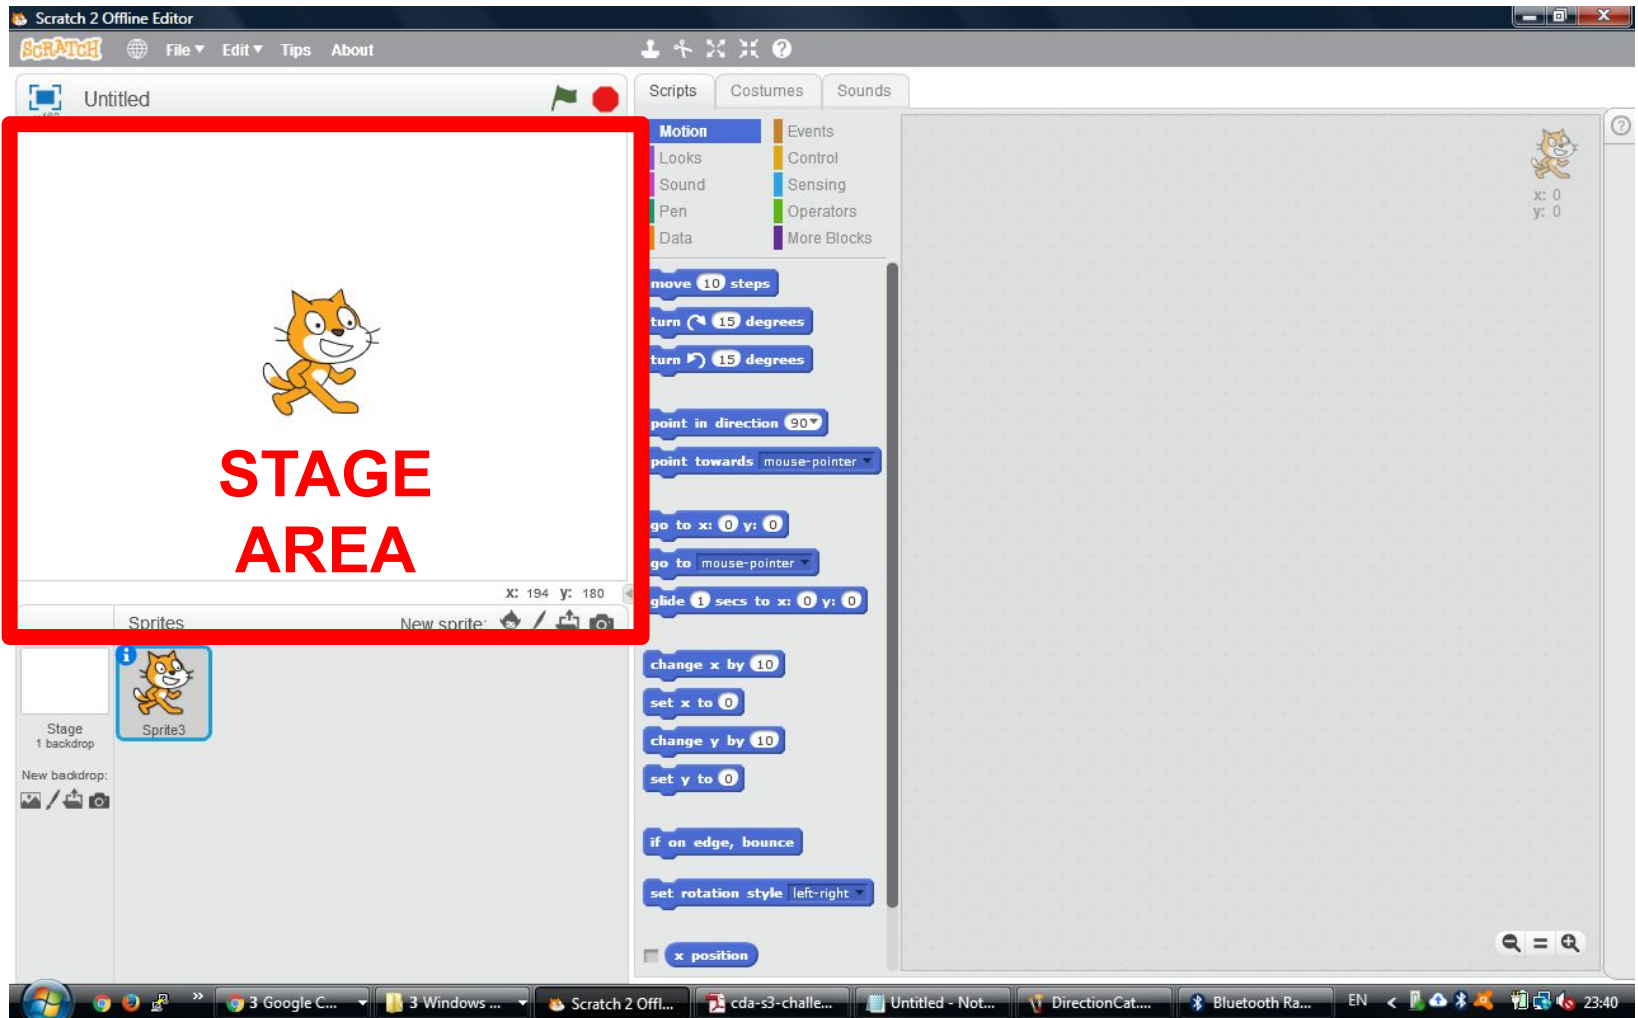 Scratch 2 Offline Editor
SCRATCH File Edit Tips About
Untitled
Scripts Costumes Sounds
Motion Events
Looks Control
Sound Sensing
Pen Operators
Data More Blocks
x: 0
y: 0
move 10 steps
turn 15 degrees
turn 15 degrees
point in direction 90
point towards mouse-pointer
go to x: 0 y: 0
go to mouse-pointer
glide 1 secs to x: 0 y: 0
change x by 10
set x to 0
change y by 10
set y to 0
if on edge, bounce
set rotation style left-right
x position
STAGE
AREA
X: 194 y: 180
Sprites New sprite:
Stage
1 backdrop
Sprite3
New backdrop:
3 Google C... 3 Windows ... Scratch 2 Offl... cda-s3-challe... Untitled - Not... DirectionCat.... Bluetooth Ra... EN < 23:40